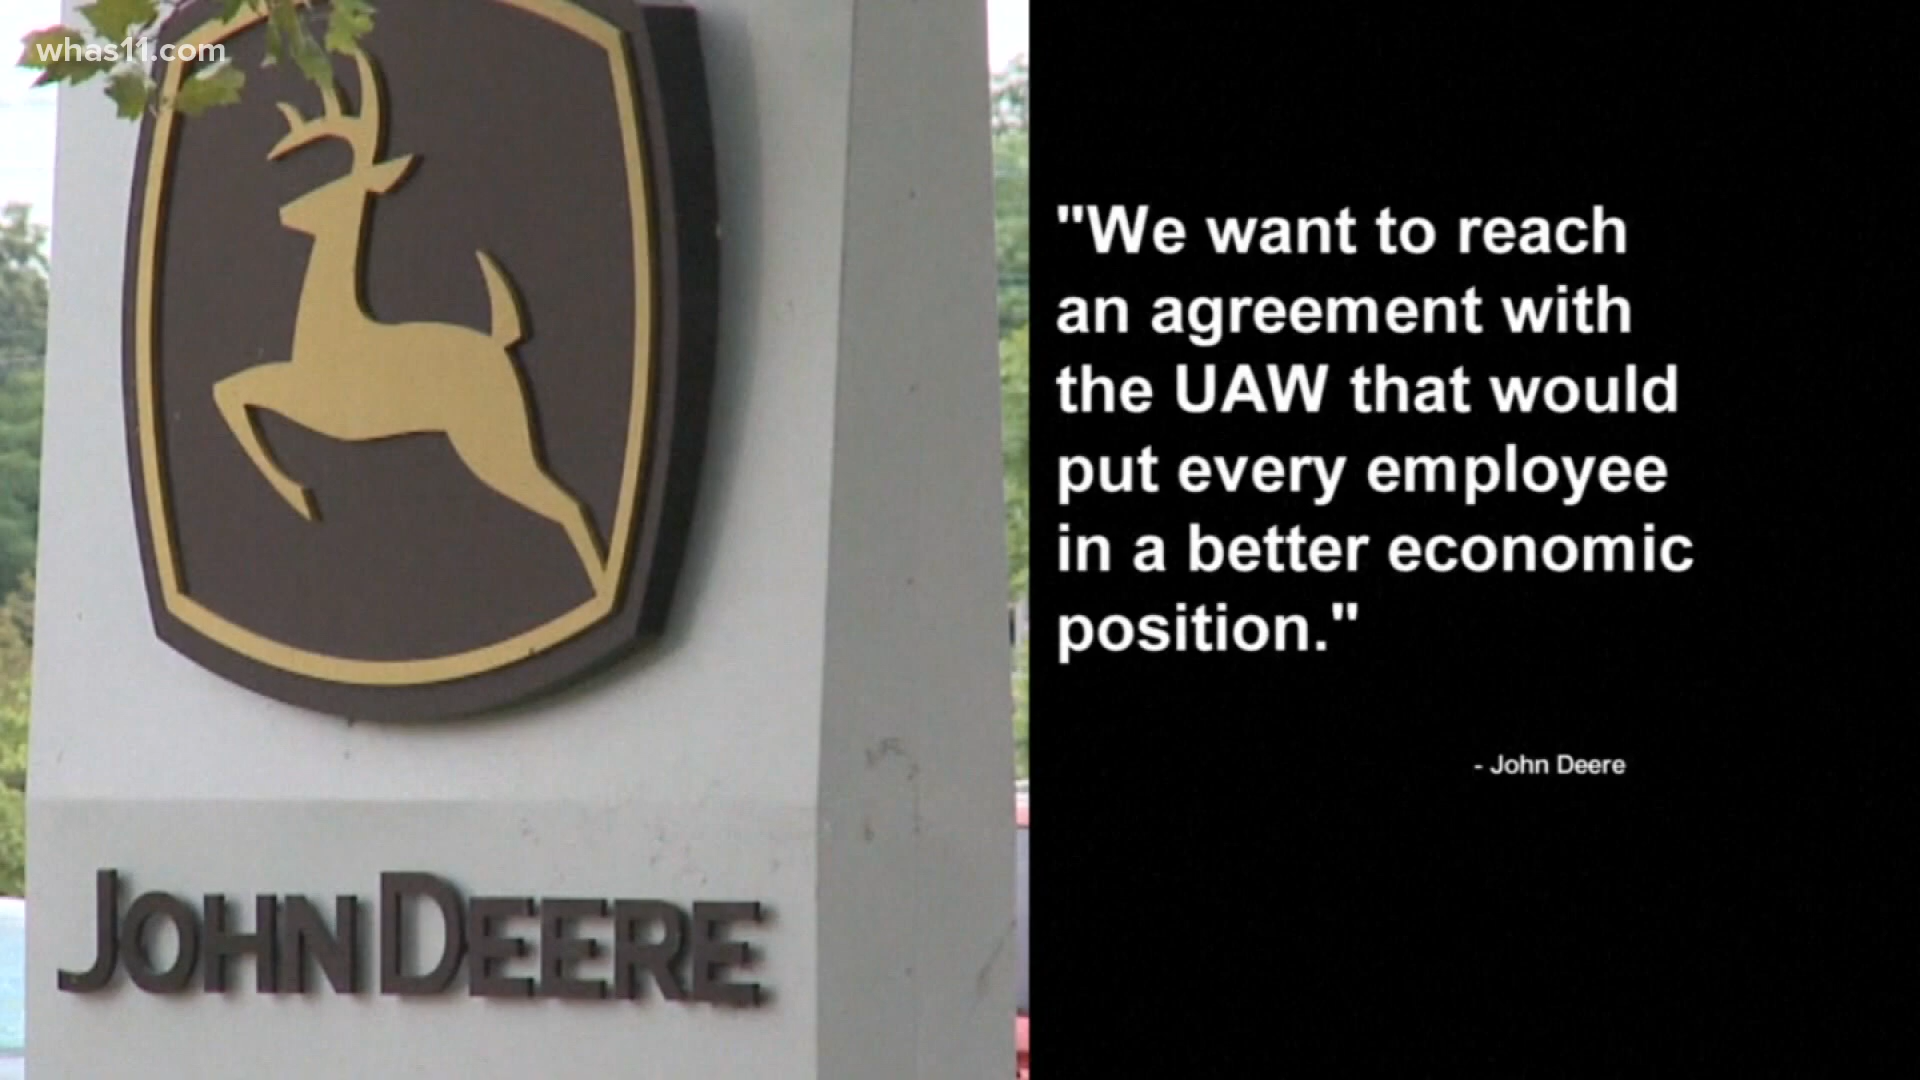 whas11.com
JOHN DEERE
"We want to reach
an agreement with
the UAW that would
put every employee
in a better economic
position."
- John Deere